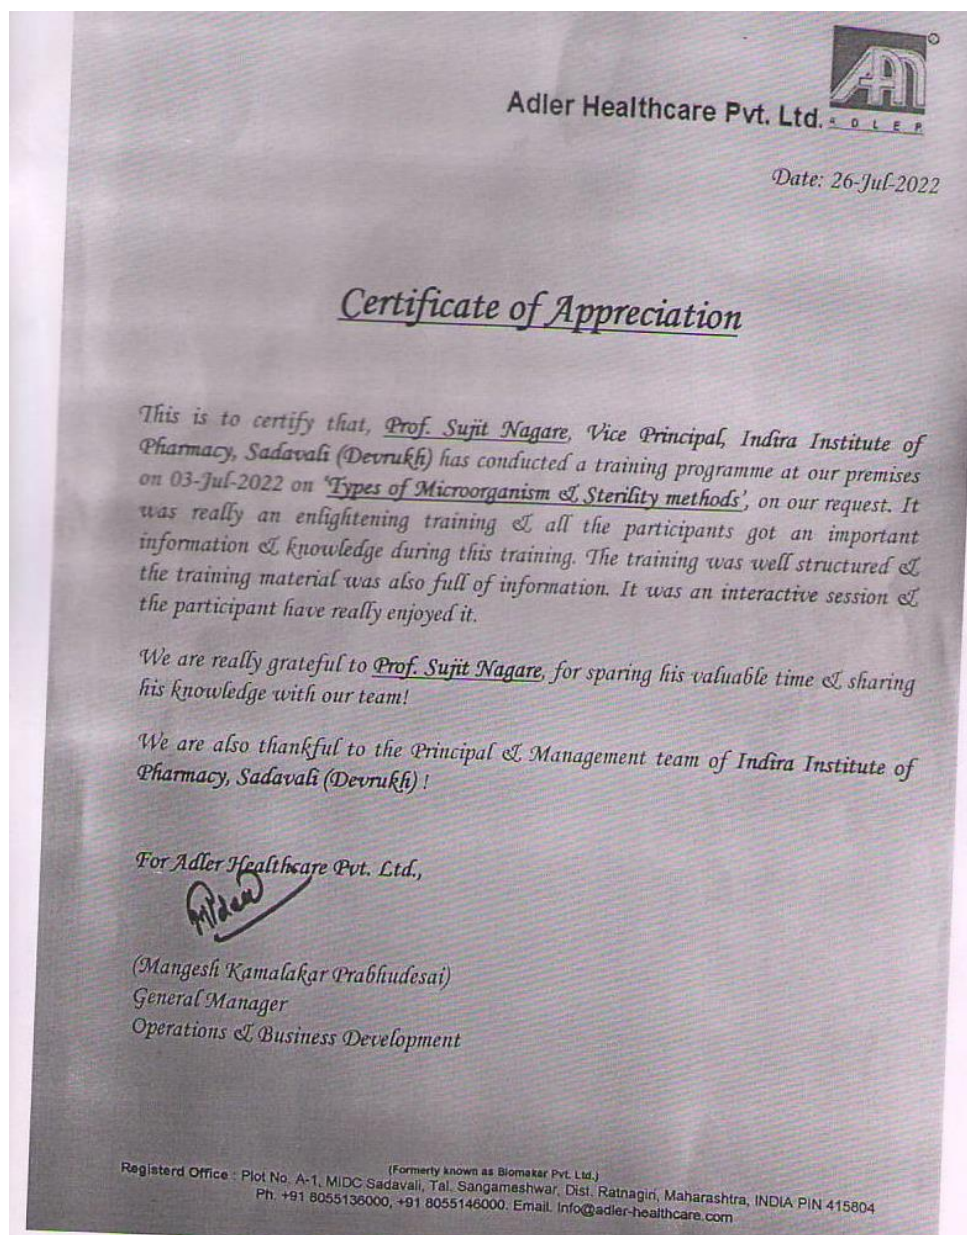 Adler Healthcare Pvt. Ltd.
ADLER
Date: 26-Jul-2022
Certificate of Appreciation
This is to certify that, Prof. Sujit Nagare, Vice Principal, Indira Institute of
Pharmacy, Sadavali (Devrukh) has conducted a training programme at our premises
on 03-Jul-2022 on 'Types of Microorganism & Sterility methods', on our request. It
was really an enlightening training & all the participants got an important
information & knowledge during this training. The training was well structured &
the training material was also full of information. It was an interactive session &
the participant have really enjoyed it.
We are really grateful to Prof. Sujit Nagare, for sparing his valuable time & sharing
his knowledge with our team!
We are also thankful to the Principal & Management team of Indira Institute of
Pharmacy, Sadavali (Devrukh) !
For Adler Healthcare Pvt. Ltd.,
(Mangesh Kamalakar Prabhudesai)
General Manager
Operations & Business Development
(Formerly known as Biomaker Pvt. Ltd.)
Registerd Office : Plot No. A-1, MIDC Sadavali, Tal. Sangameshwar, Dist. Ratnagiri, Maharashtra, INDIA PIN 415804
Ph. +91 8055136000, +91 8055146000. Email. Info@adler-healthcare.com